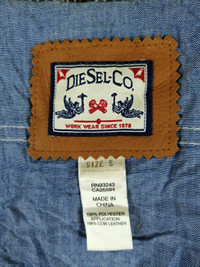 DIESEL-CO.
WORK WEAR SINCE 1978
SIZE S
RN93243
CA25594
MADE IN
CHINA
100% POLYESTER
APPLICATION
100% COW LEATHER